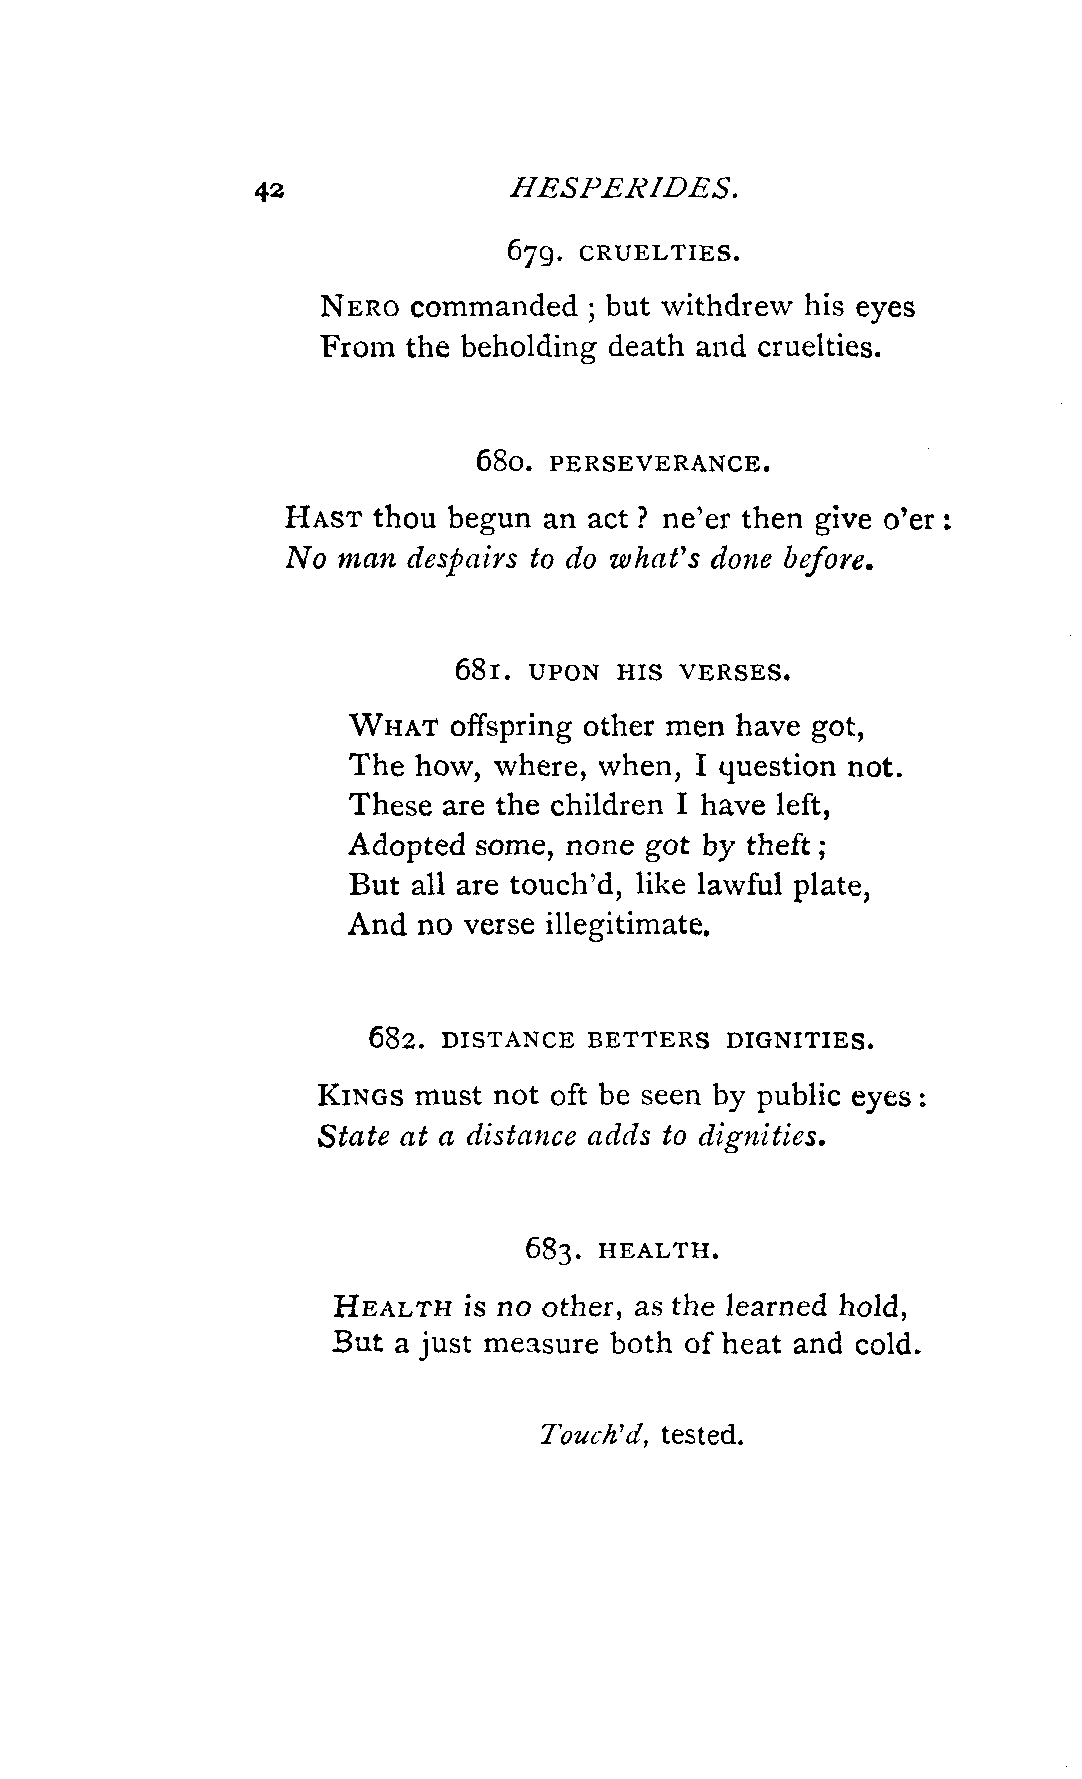 42 HESPERIDES.
679. CRUELTIES.
NERO commanded ; but withdrew his eyes
From the beholding death and cruelties.
680. PERSEVERANCE.
HAST thou begun an act ? ne'er then give o'er :
No man despairs to do what's done before.
681. UPON HIS VERSES.
WHAT offspring other men have got,
The how, where, when, I question not.
These are the children I have left,
Adopted some, none got by theft ;
But all are touch'd, like lawful plate,
And no verse illegitimate.
682. DISTANCE BETTERS DIGNITIES.
KINGS must not oft be seen by public eyes :
State at a distance adds to dignities.
683. HEALTH.
HEALTH is no other, as the learned hold,
But a just measure both of heat and cold.
Touch'd, tested.